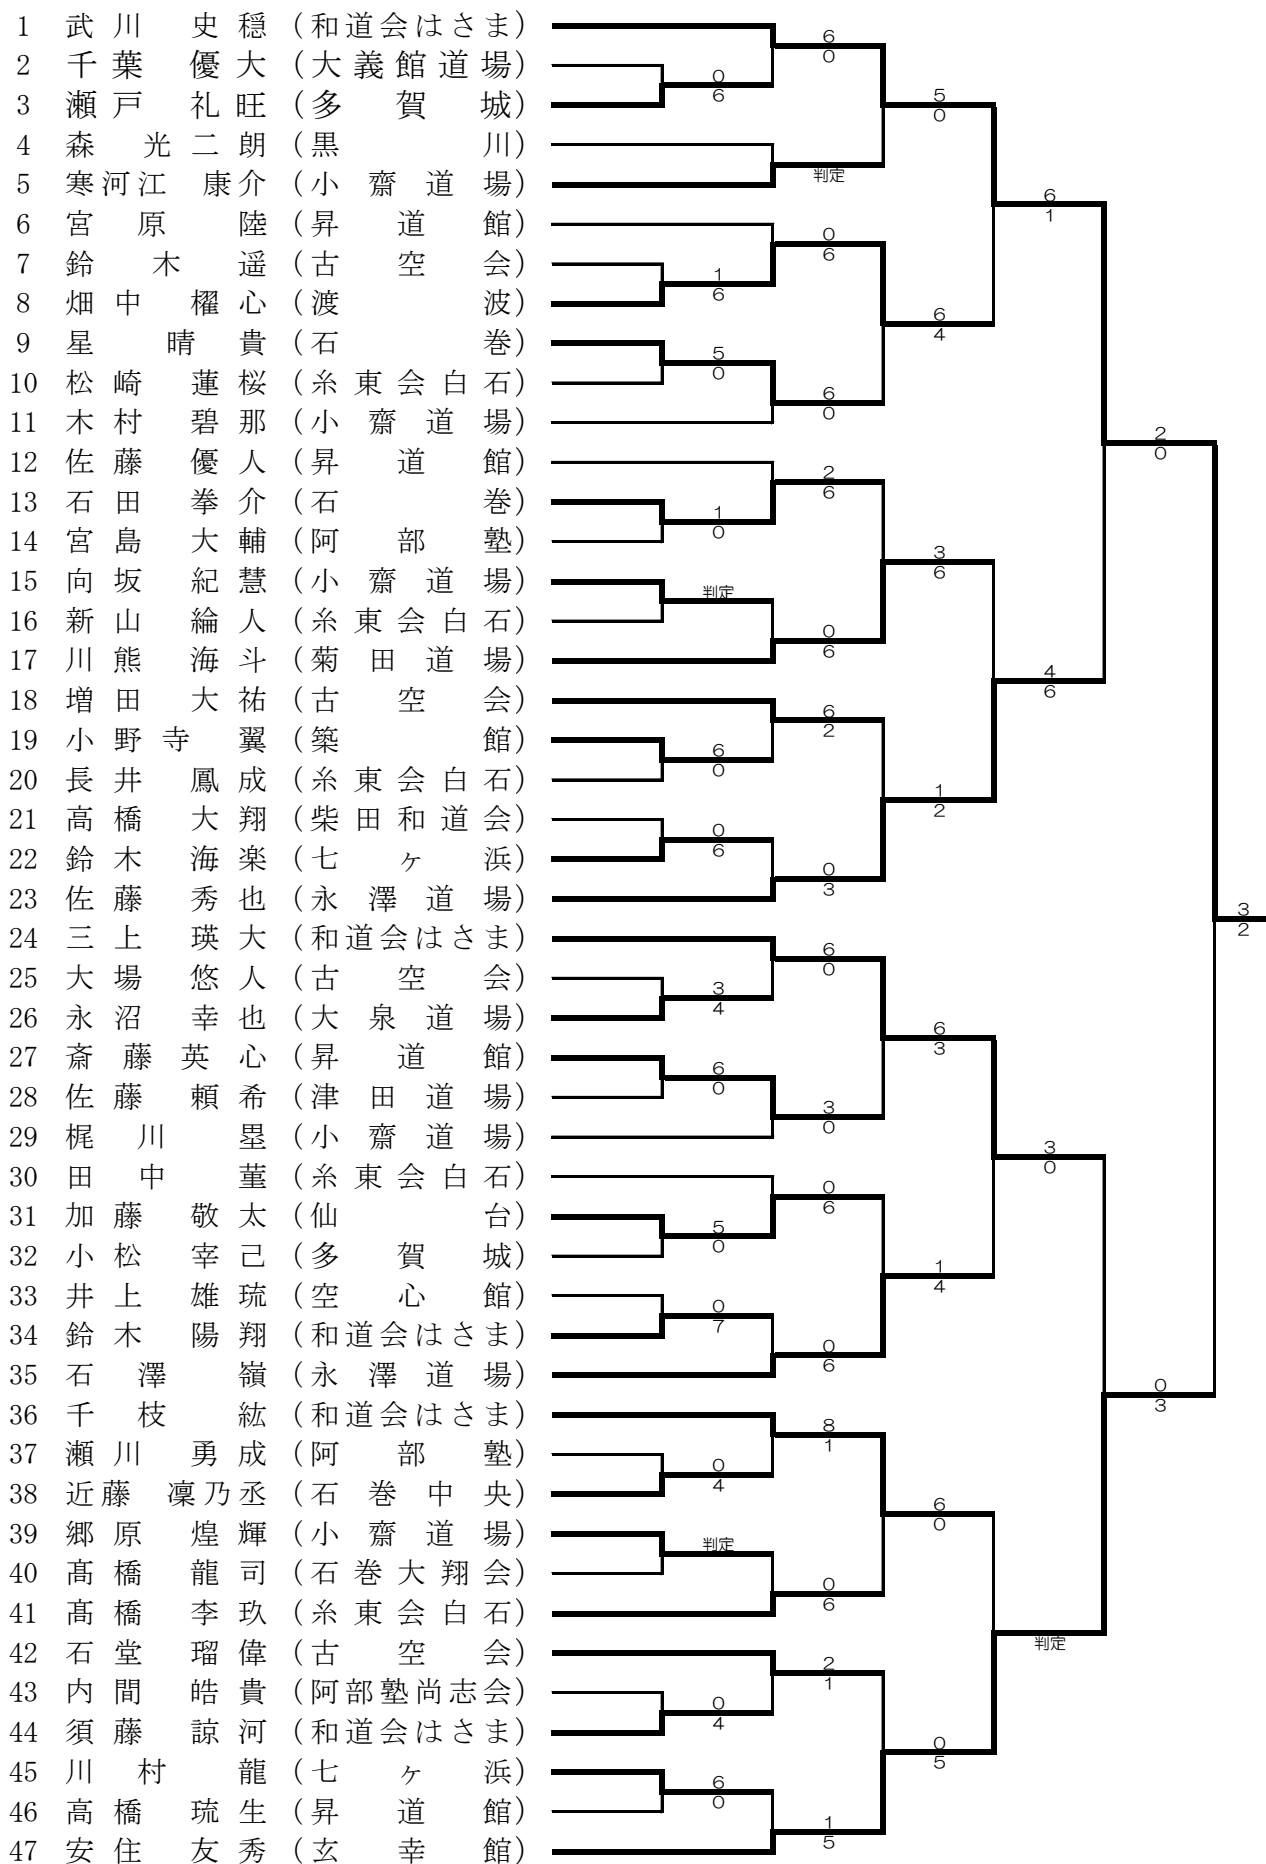 1 武川 史穏 (和道会はさま)
2 千葉 優大 (大義館道場)
3 瀬戸 礼旺 (多賀城)
4 森 光二朗 (黒川)
5 寒河江 康介 (小齋道場)
6 宮原 陸 (昇道館)
7 鈴木 遥 (古空会)
8 畑中 櫂心 (渡波)
9 星 晴貴 (石巻)
10 松崎 蓮桜 (糸東会白石)
11 木村 碧那 (小齋道場)
12 佐藤 優人 (昇道館)
13 石田 拳介 (石巻)
14 宮島 大輔 (阿部塾)
15 向坂 紀慧 (小齋道場)
16 新山 綸人 (糸東会白石)
17 川熊 海斗 (菊田道場)
18 増田 大祐 (古空会)
19 小野寺 翼 (築館)
20 長井 鳳成 (糸東会白石)
21 高橋 大翔 (柴田和道会)
22 鈴木 海楽 (七ヶ浜)
23 佐藤 秀也 (永澤道場)
24 三上 瑛大 (和道会はさま)
25 大場 悠人 (古空会)
26 永沼 幸也 (大泉道場)
27 斎藤 英心 (昇道館)
28 佐藤 頼希 (津田道場)
29 梶川 塁 (小齋道場)
30 田中 菫 (糸東会白石)
31 加藤 敬太 (仙台)
32 小松 宰己 (多賀城)
33 井上 雄琉 (空心館)
34 鈴木 陽翔 (和道会はさま)
35 石澤 嶺 (永澤道場)
36 千枝 紘 (和道会はさま)
37 瀬川 勇成 (阿部塾)
38 近藤 凜乃丞 (石巻中央)
39 郷原 煌輝 (小齋道場)
40 髙橋 龍司 (石巻大翔会)
41 髙橋 李玖 (糸東会白石)
42 石堂 瑠偉 (古空会)
43 内間 皓貴 (阿部塾尚志会)
44 須藤 諒河 (和道会はさま)
45 川村 龍 (七ヶ浜)
46 高橋 琉生 (昇道館)
47 安住 友秀 (玄幸館)
0
6
1
6
5
0
1
0
判定
6
0
0
6
3
4
6
0
5
0
0
7
0
4
判定
0
4
6
0
6
0
判定
0
6
6
0
2
6
0
6
6
2
0
3
6
0
3
0
0
6
0
6
8
1
0
6
2
1
1
5
5
0
6
4
3
6
1
2
6
3
1
4
6
0
0
5
6
1
4
6
3
0
判定
2
0
0
3
3
2